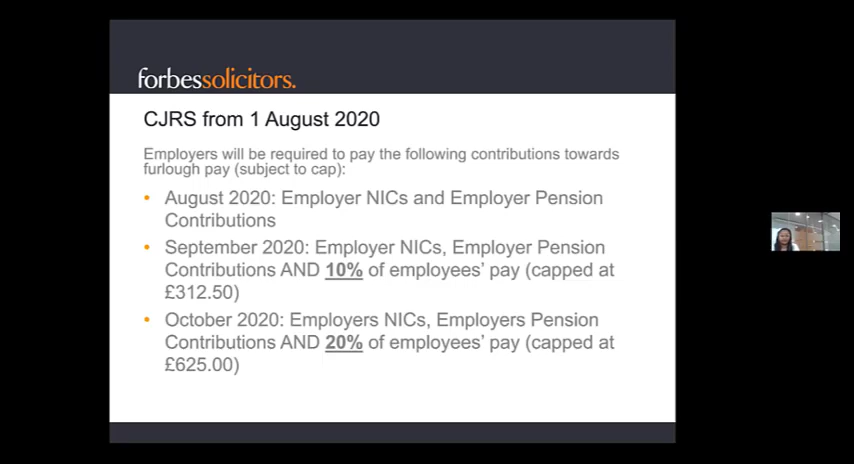 forbessolicitors.
CJRS from 1 August 2020
Employers will be required to pay the following contributions towards
furlough pay (subject to cap):
• August 2020: Employer NICs and Employer Pension
Contributions
• September 2020: Employer NICs, Employer Pension
Contributions AND 10% of employees’ pay (capped at
£312.50)
• October 2020: Employers NICs, Employers Pension
Contributions AND 20% of employees’ pay (capped at
£625.00)